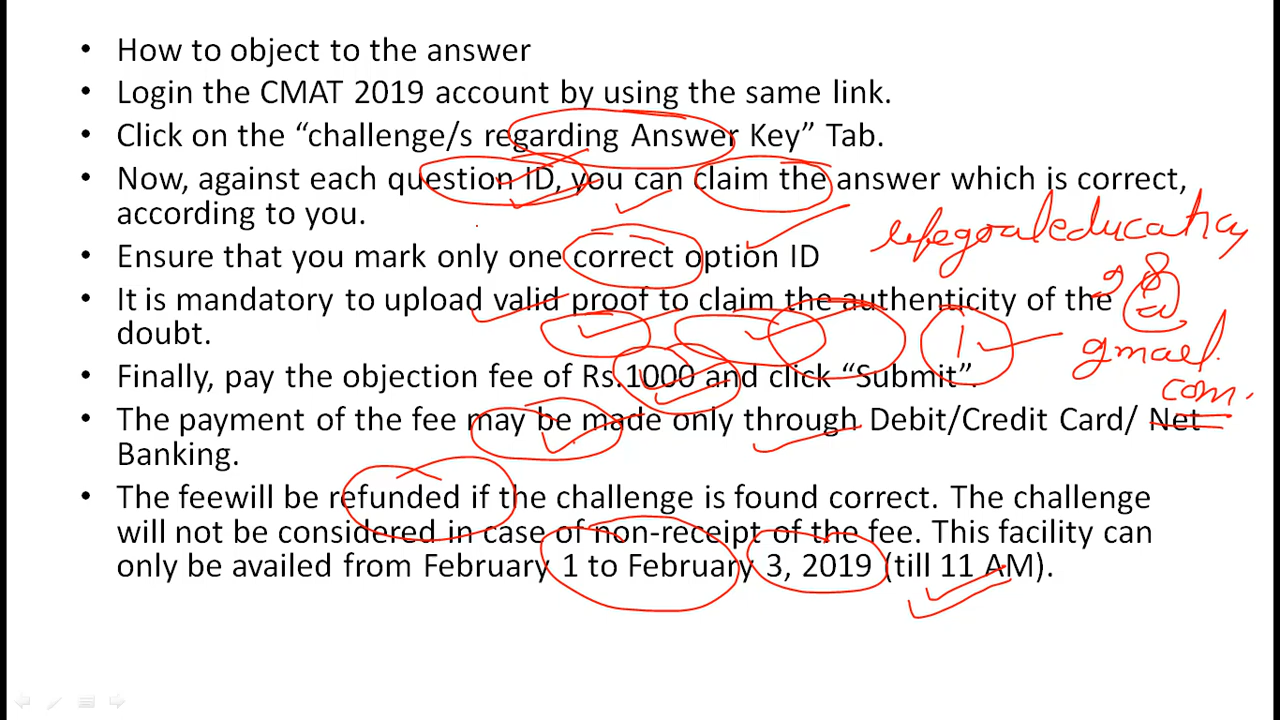 • How to object to the answer
• Login the CMAT 2019 account by using the same link.
• Click on the “challenge/s regarding Answer Key” Tab.
• Now, against each question ID, you can claim the answer which is correct,
according to you.
• Ensure that you mark only one correct option ID
• It is mandatory to upload valid proof to claim the authenticity of the
doubt.
• Finally, pay the objection fee of Rs.1000 and click “Submit”.
• The payment of the fee may be made only through Debit/Credit Card/ Net
Banking.
• The feewill be refunded if the challenge is found correct. The challenge
will not be considered in case of non-receipt of the fee. This facility can
only be availed from February 1 to February 3, 2019 (till 11 AM).
1
gmail.
com.